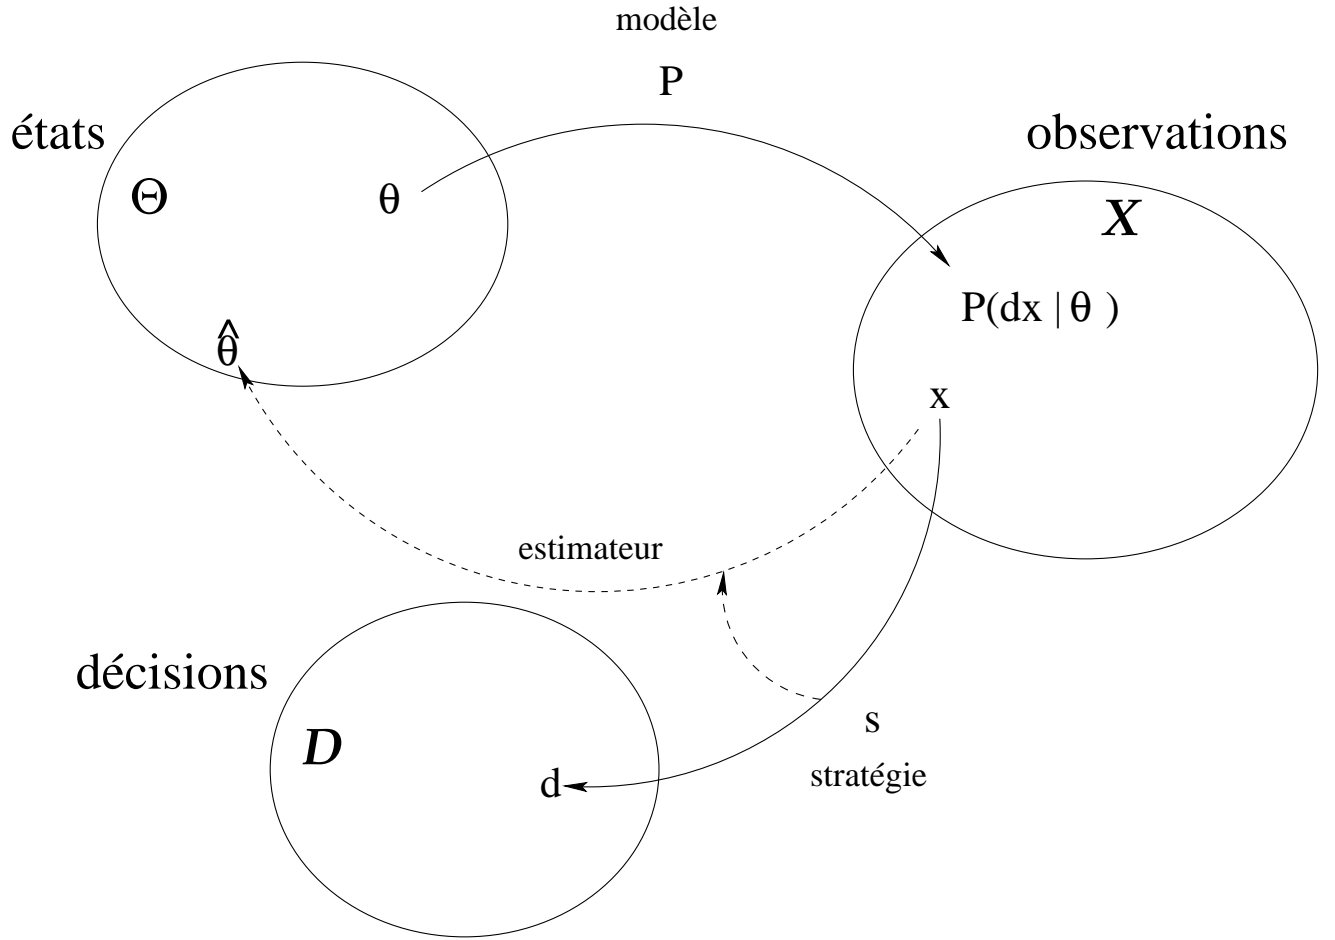 modèle
P
états
observations
Θ
θ
X
P(dx | θ )
θ̂
x
estimateur
décisions
s
D
stratégie
d